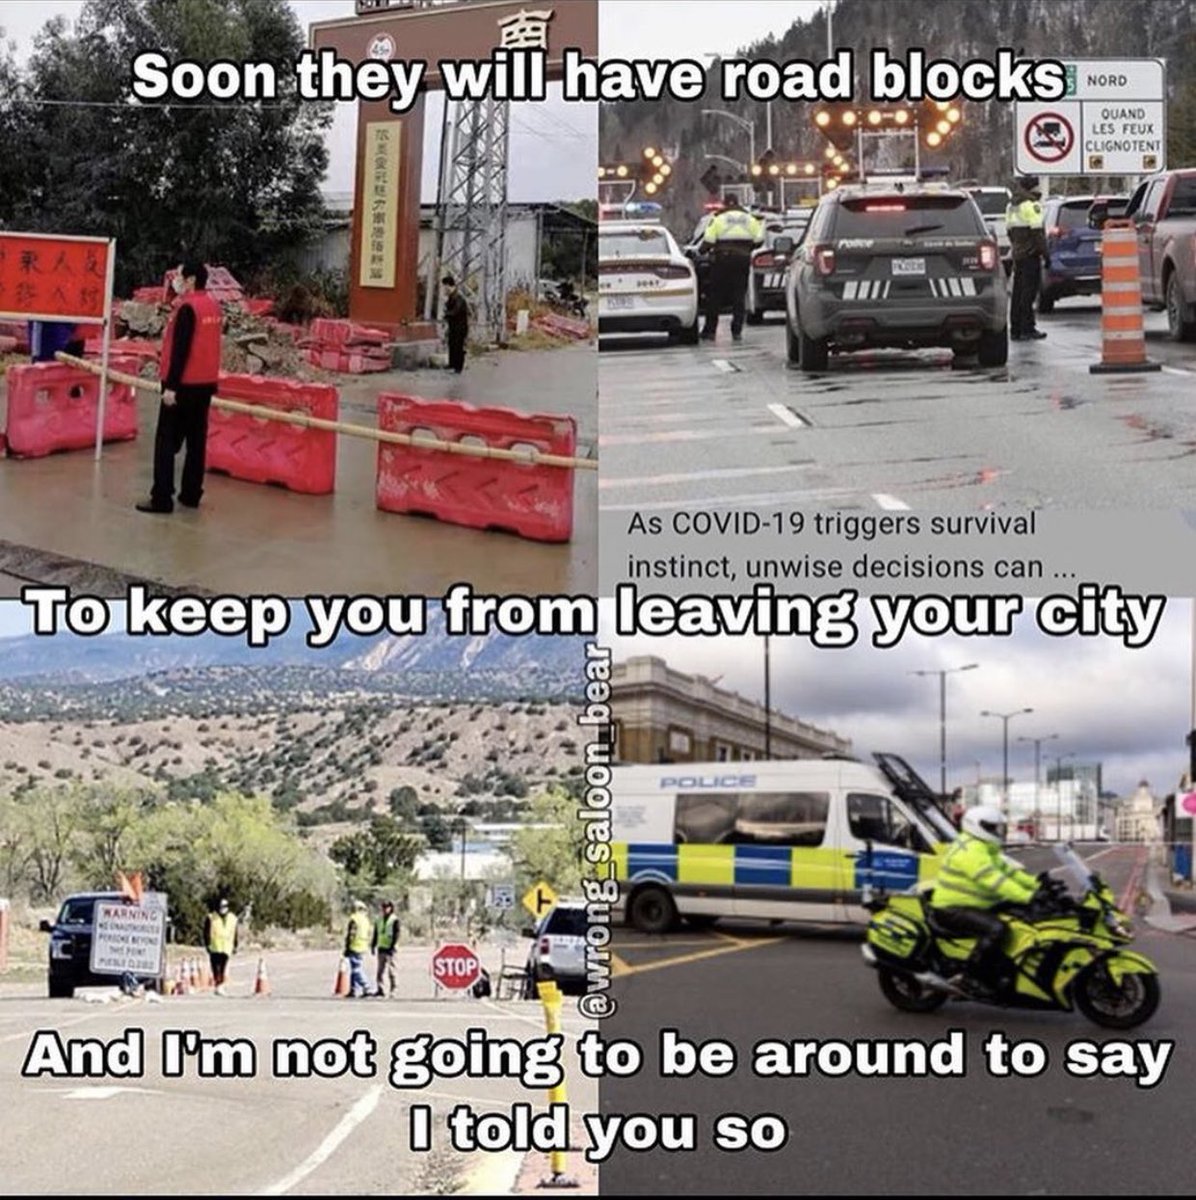 Soon they will have road blocks
南
NORD
QUAND
LES FEUX
CLIGNOTENT
POLICE
As COVID-19 triggers survival
instinct, unwise decisions can ...
To keep you from leaving your city
@wrong_saloon_bear
POLICE
WARNING
STOP
And I'm not going to be around to say
I told you so